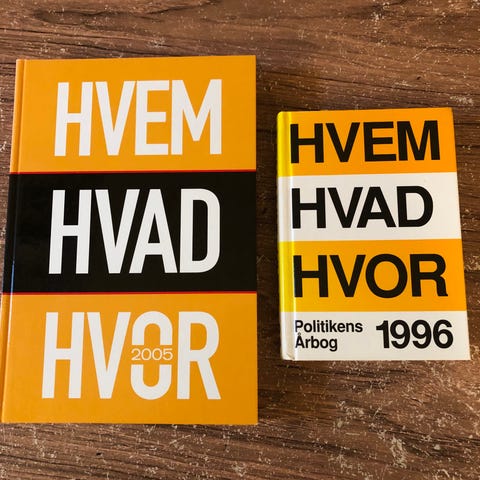 HVEM
HVAD
HVOR
2005
HVEM
HVAD
HVOR
Politikens
Årbog
1996